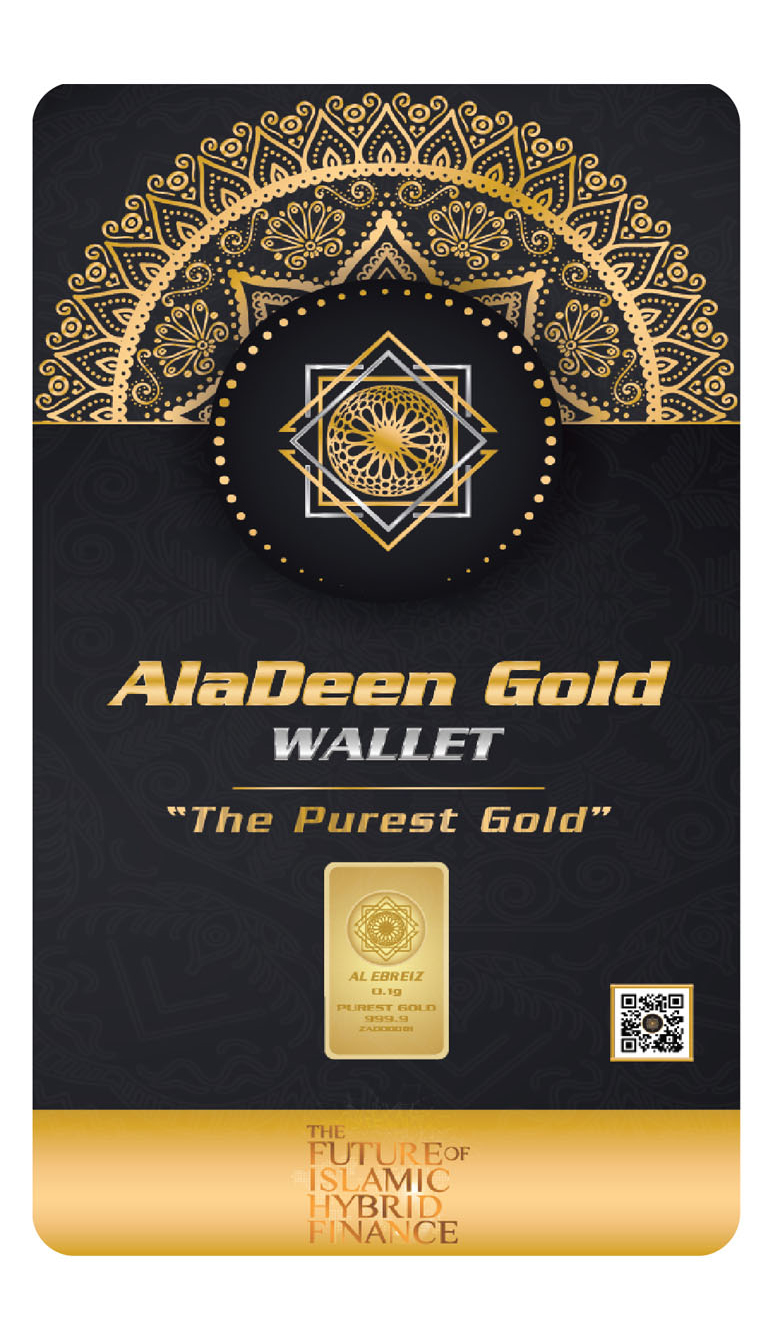 AlaDeen Gold
WALLET
“The Purest Gold”
AL EBREIZ
0.1g
PUREST GOLD
999.9
THE
FUTURE OF
ISLAMIC
HYBRID
FINANCE